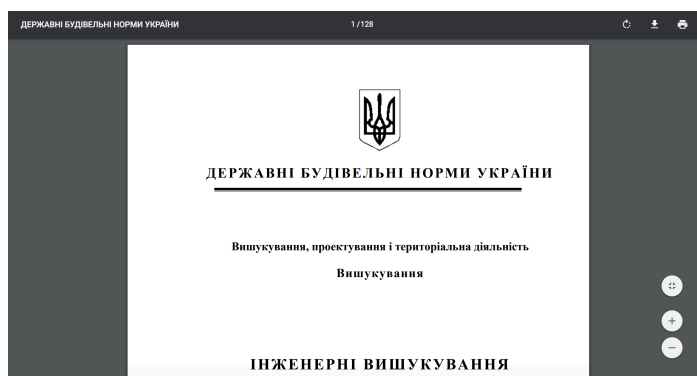 ДЕРЖАВНІ БУДІВЕЛЬНІ НОРМИ УКРАЇНИ
1 / 128
ДЕРЖАВНІ БУДІВЕЛЬНІ НОРМИ УКРАЇНИ
Вишукування, проектування і територіальна діяльність
Вишукування
ІНЖЕНЕРНІ ВИШУКУВАННЯ